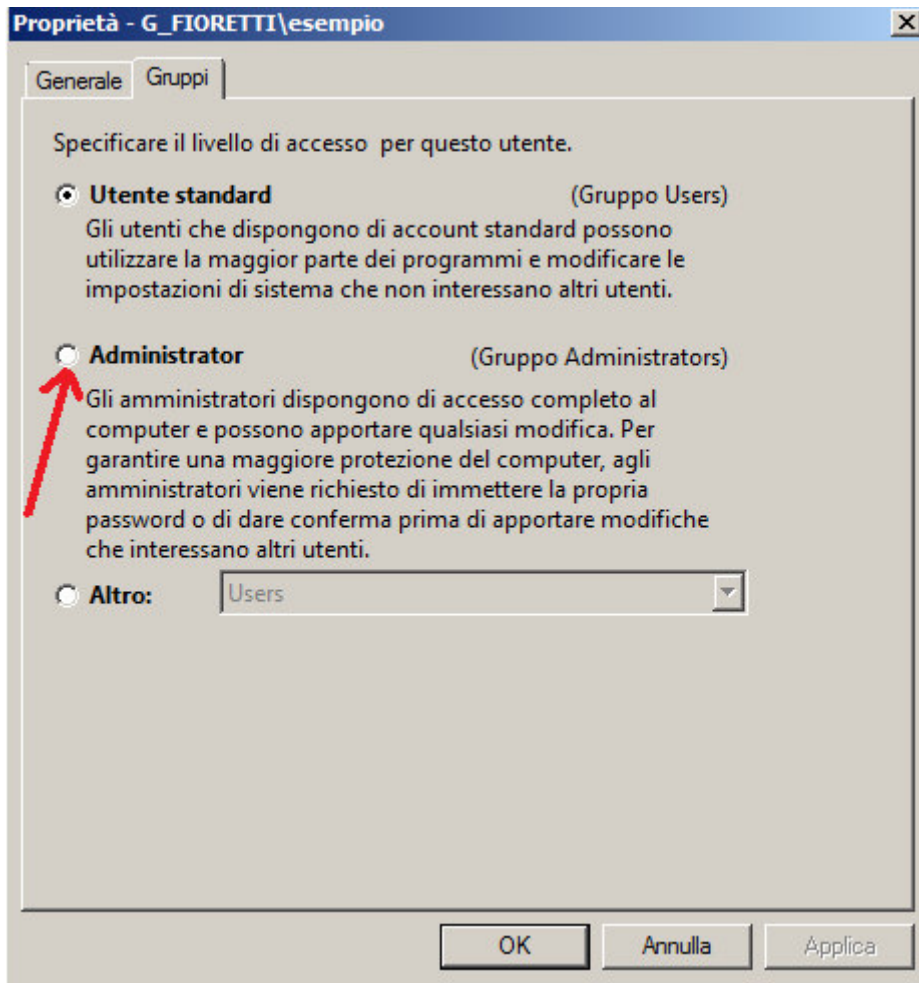 Proprietà - G_FIORETTI\esempio
Generale
Gruppi
Specificare il livello di accesso  per questo utente.
Utente standard (Gruppo Users)
Gli utenti che dispongono di account standard possono
utilizzare la maggior parte dei programmi e modificare le
impostazioni di sistema che non interessano altri utenti.
Administrator (Gruppo Administrators)
Gli amministratori dispongono di accesso completo al
computer e possono apportare qualsiasi modifica. Per
garantire una maggiore protezione del computer, agli
amministratori viene richiesto di immettere la propria
password o di dare conferma prima di apportare modifiche
che interessano altri utenti.
Altro: Users
OK
Annulla
Applica